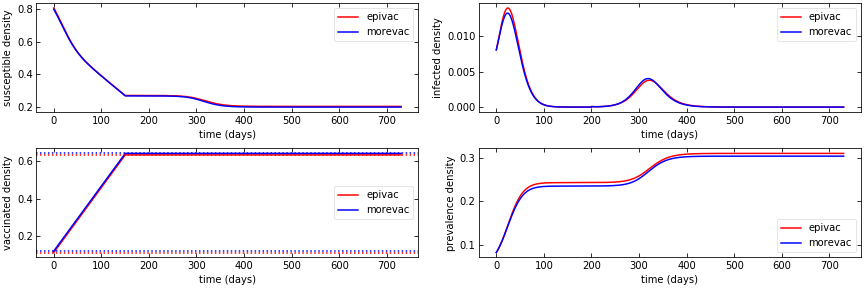 susceptible density
0.8
0.6
0.4
0.2
0 100 200 300 400 500 600 700
time (days)
epivac
morevac
infected density
0.010
0.005
0.000
0 100 200 300 400 500 600 700
time (days)
epivac
morevac
vaccinated density
0.6
0.4
0.2
0 100 200 300 400 500 600 700
time (days)
epivac
morevac
prevalence density
0.3
0.2
0.1
0 100 200 300 400 500 600 700
time (days)
epivac
morevac